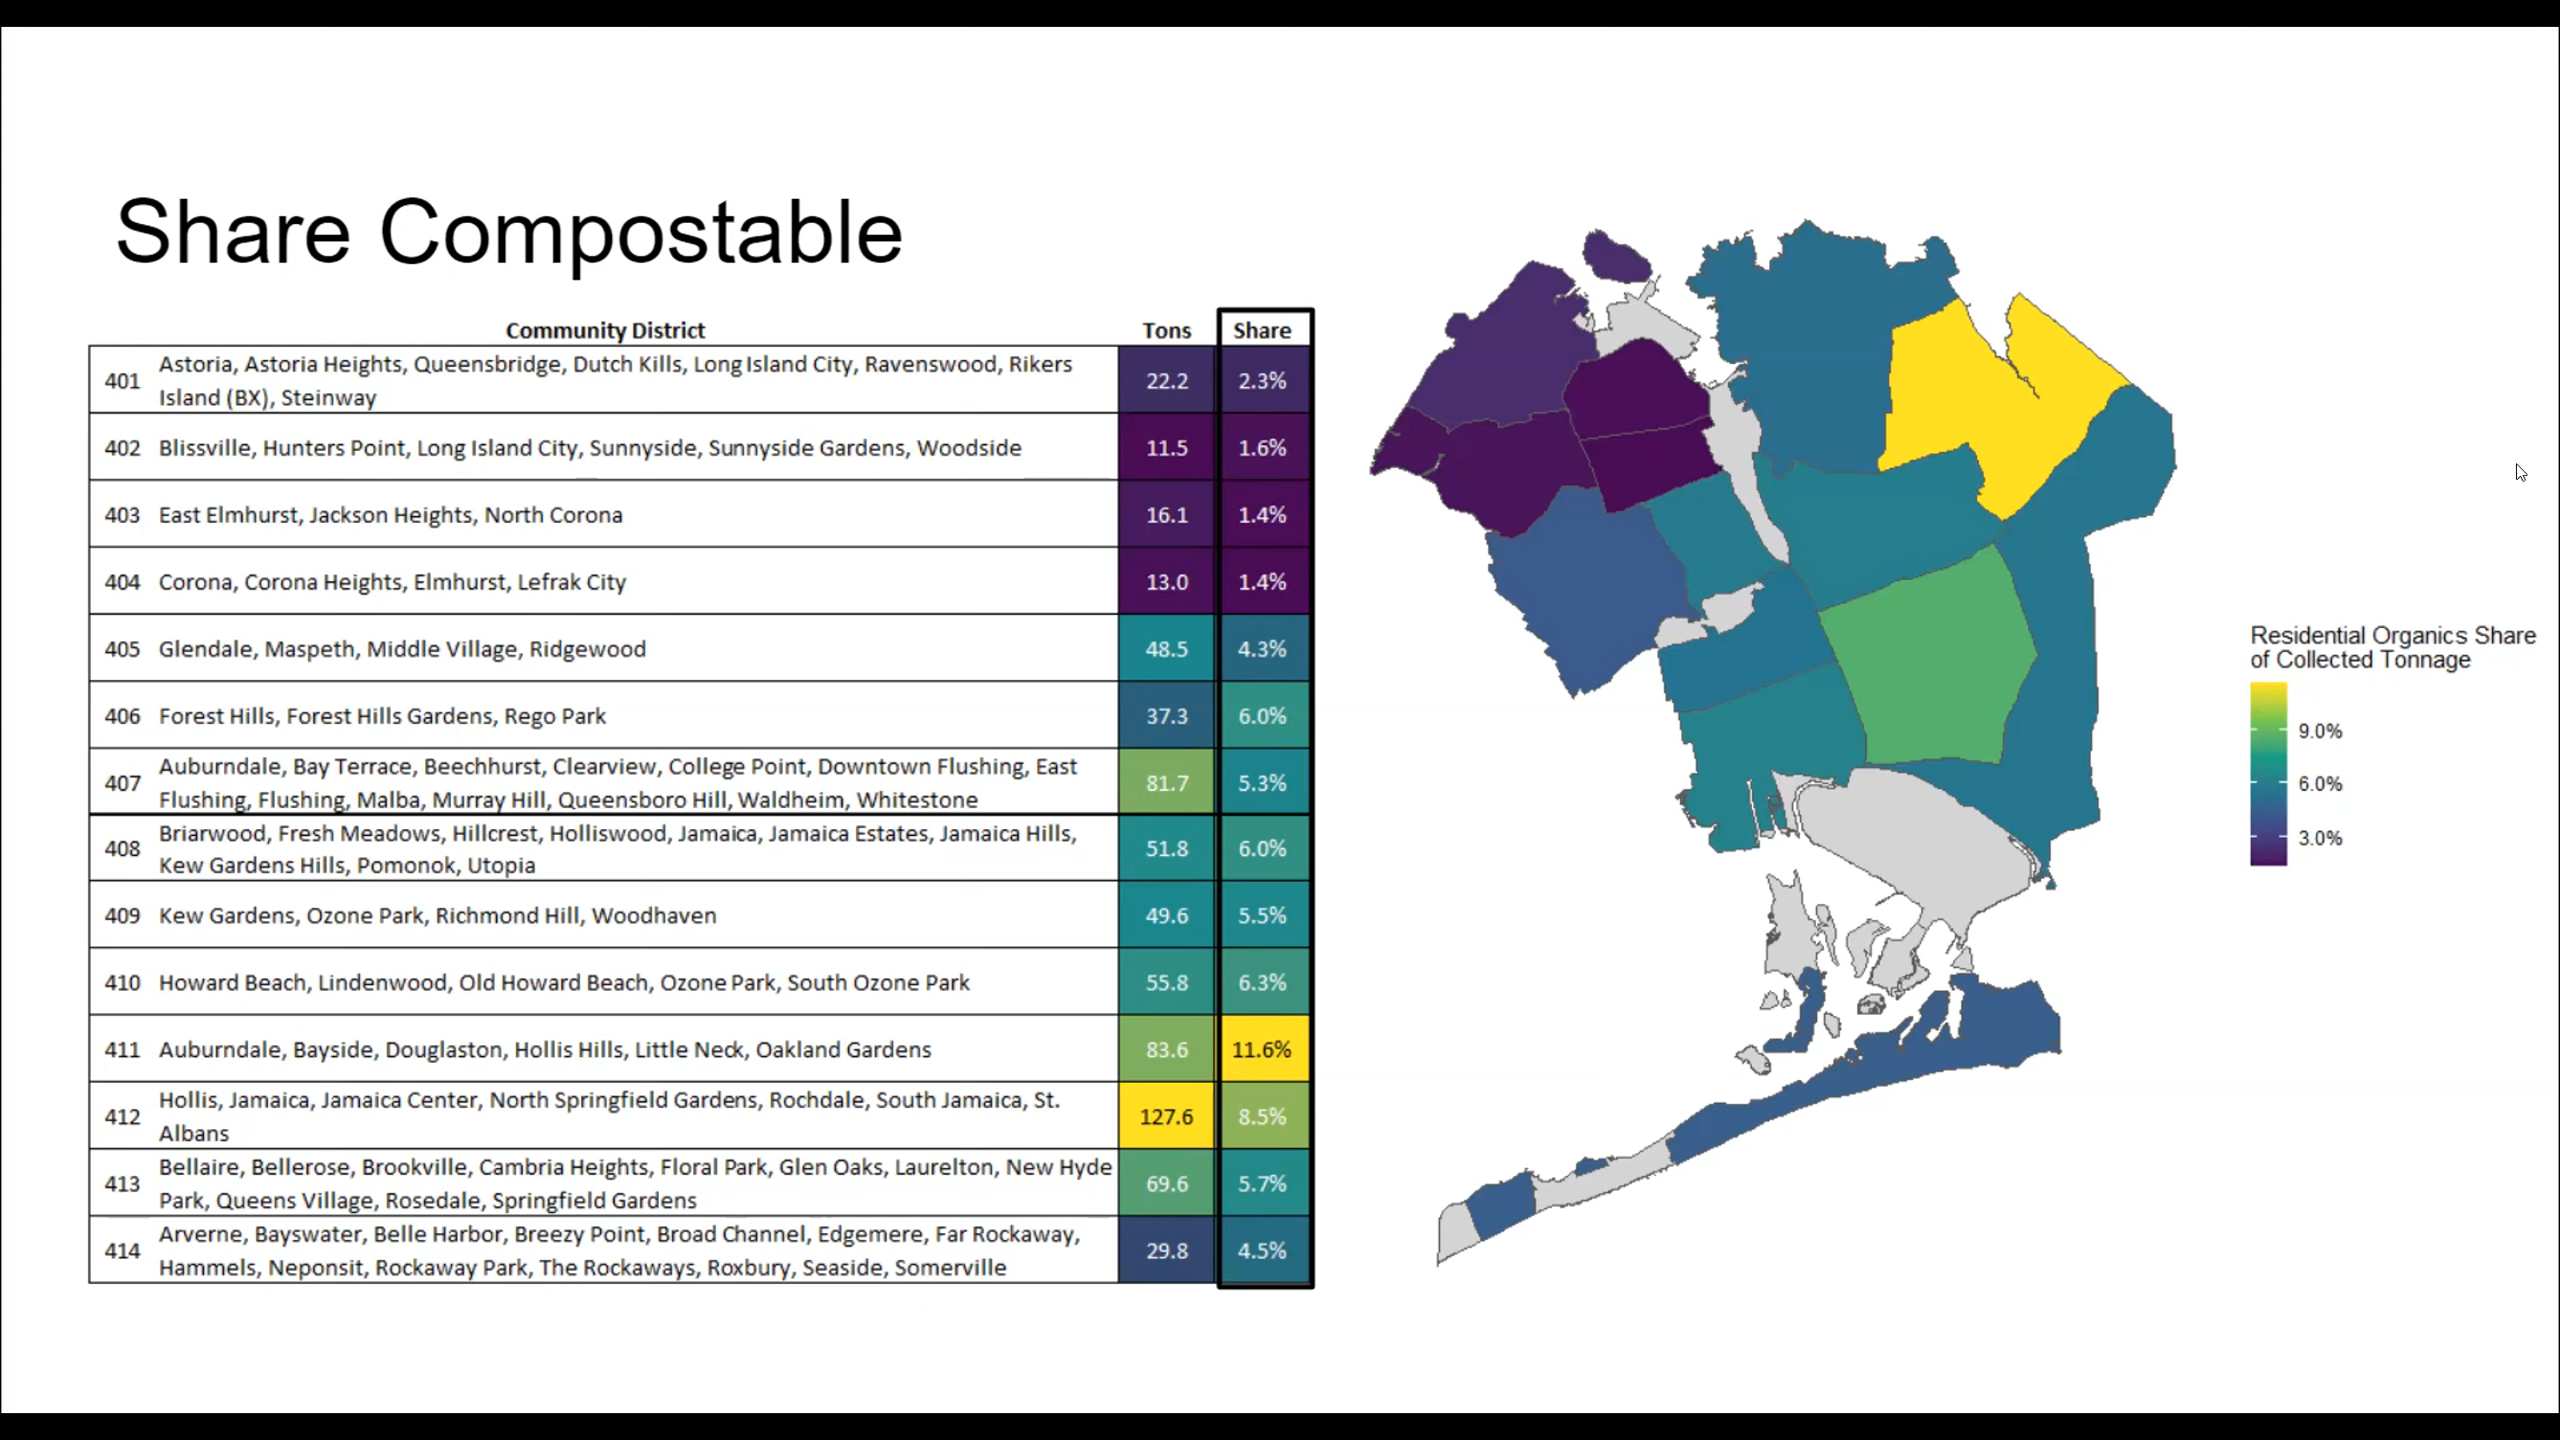 Share Compostable
Community District Tons Share
401 Astoria, Astoria Heights, Queensbridge, Dutch Kills, Long Island City, Ravenswood, Rikers
Island (BX), Steinway 22.2 2.3%
402 Blissville, Hunters Point, Long Island City, Sunnyside, Sunnyside Gardens, Woodside 11.5 1.6%
403 East Elmhurst, Jackson Heights, North Corona 16.1 1.4%
404 Corona, Corona Heights, Elmhurst, Lefrak City 13.0 1.4%
405 Glendale, Maspeth, Middle Village, Ridgewood 48.5 4.3%
406 Forest Hills, Forest Hills Gardens, Rego Park 37.3 6.0%
407 Auburndale, Bay Terrace, Beechhurst, Clearview, College Point, Downtown Flushing, East
Flushing, Flushing, Malba, Murray Hill, Queensboro Hill, Waldheim, Whitestone 81.7 5.3%
408 Briarwood, Fresh Meadows, Hillcrest, Holliswood, Jamaica, Jamaica Estates, Jamaica Hills,
Kew Gardens Hills, Pomonok, Utopia 51.8 6.0%
409 Kew Gardens, Ozone Park, Richmond Hill, Woodhaven 49.6 5.5%
410 Howard Beach, Lindenwood, Old Howard Beach, Ozone Park, South Ozone Park 55.8 6.3%
411 Auburndale, Bayside, Douglaston, Hollis Hills, Little Neck, Oakland Gardens 83.6 11.6%
412 Hollis, Jamaica, Jamaica Center, North Springfield Gardens, Rochdale, South Jamaica, St.
Albans 127.6 8.5%
413 Bellaire, Bellerose, Brookville, Cambria Heights, Floral Park, Glen Oaks, Laurelton, New Hyde
Park, Queens Village, Rosedale, Springfield Gardens 69.6 5.7%
414 Arverne, Bayswater, Belle Harbor, Breezy Point, Broad Channel, Edgemere, Far Rockaway,
Hammels, Neponsit, Rockaway Park, The Rockaways, Roxbury, Seaside, Somerville 29.8 4.5%
Residential Organics Share
of Collected Tonnage
9.0%
6.0%
3.0%